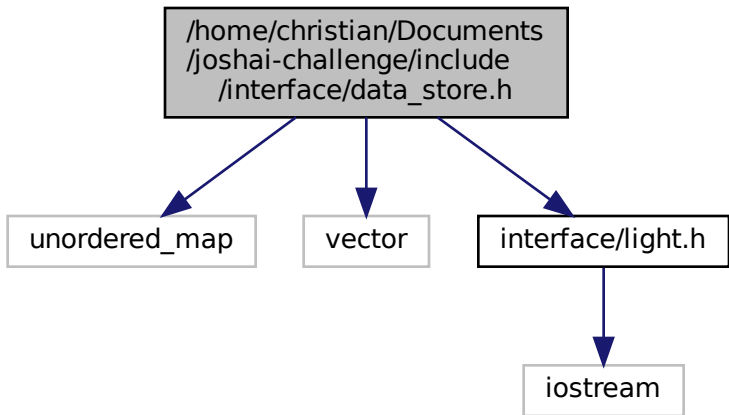 /home/christian/Documents
/joshai-challenge/include
/interface/data_store.h
unordered_map
vector
interface/light.h
iostream